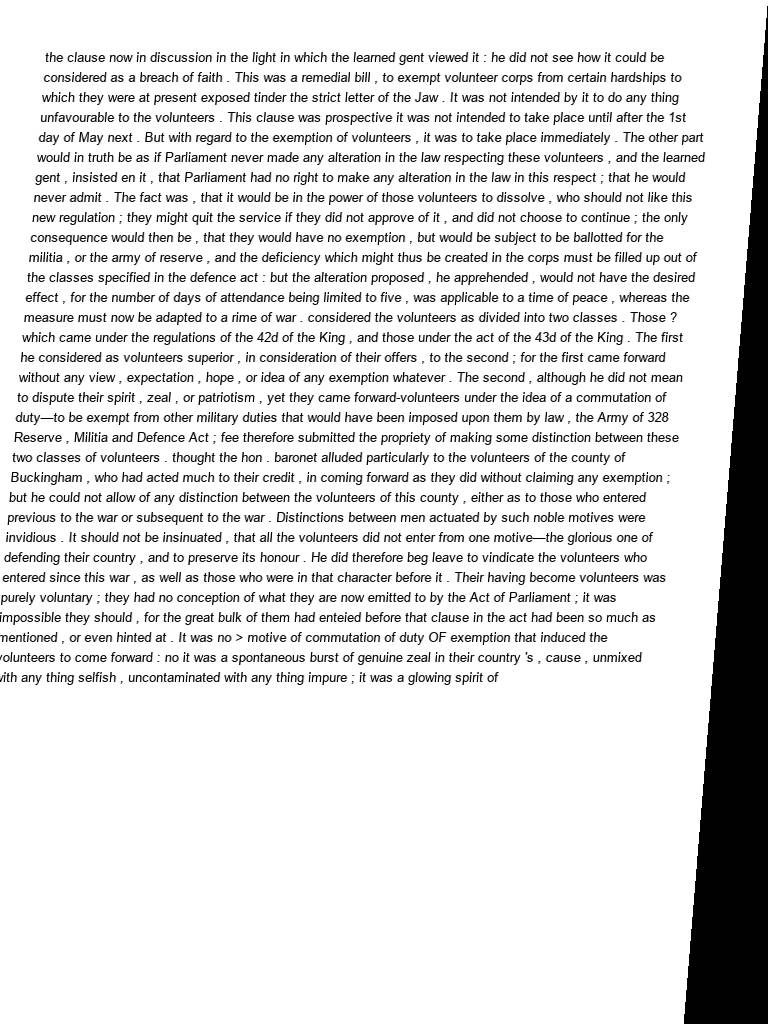 the clause now in discussion in the light in which the learned gent viewed it : he did not see how it could be
considered as a breach of faith . This was a remedial bill , to exempt volunteer corps from certain hardships to
which they were at present exposed tinder the strict letter of the Jaw . It was not intended by it to do any thing
unfavourable to the volunteers . This clause was prospective it was not intended to take place until after the 1st
day of May next . But with regard to the exemption of volunteers , it was to take place immediately . The other part
would in truth be as if Parliament never made any alteration in the law respecting these volunteers , and the learned
gent , insisted en it , that Parliament had no right to make any alteration in the law in this respect ; that he would
never admit . The fact was , that it would be in the power of those volunteers to dissolve , who should not like this
new regulation ; they might quit the service if they did not approve of it , and did not choose to continue ; the only
consequence would then be , that they would have no exemption , but would be subject to be ballotted for the
militia , or the army of reserve , and the deficiency which might thus be created in the corps must be filled up out of
the classes specified in the defence act : but the alteration proposed , he apprehended , would not have the desired
effect , for the number of days of attendance being limited to five , was applicable to a time of peace , whereas the
measure must now be adapted to a rime of war . considered the volunteers as divided into two classes . Those ?
which came under the regulations of the 42d of the King , and those under the act of the 43d of the King . The first
he considered as volunteers superior , in consideration of their offers , to the second ; for the first came forward
without any view , expectation , hope , or idea of any exemption whatever . The second , although he did not mean
to dispute their spirit , zeal , or patriotism , yet they came forward-volunteers under the idea of a commutation of
duty—to be exempt from other military duties that would have been imposed upon them by law , the Army of 328
Reserve , Militia and Defence Act ; fee therefore submitted the propriety of making some distinction between these
two classes of volunteers . thought the hon . baronet alluded particularly to the volunteers of the county of
Buckingham , who had acted much to their credit , in coming forward as they did without claiming any exemption ;
but he could not allow of any distinction between the volunteers of this county , either as to those who entered
previous to the war or subsequent to the war . Distinctions between men actuated by such noble motives were
invidious . It should not be insinuated , that all the volunteers did not enter from one motive—the glorious one of
defending their country , and to preserve its honour . He did therefore beg leave to vindicate the volunteers who
entered since this war , as well as those who were in that character before it . Their having become volunteers was
purely voluntary ; they had no conception of what they are now emitted to by the Act of Parliament ; it was
impossible they should , for the great bulk of them had enteied before that clause in the act had been so much as
mentioned , or even hinted at . It was no > motive of commutation of duty OF exemption that induced the
volunteers to come forward : no it was a spontaneous burst of genuine zeal in their country 's , cause , unmixed
with any thing selfish , uncontaminated with any thing impure ; it was a glowing spirit of